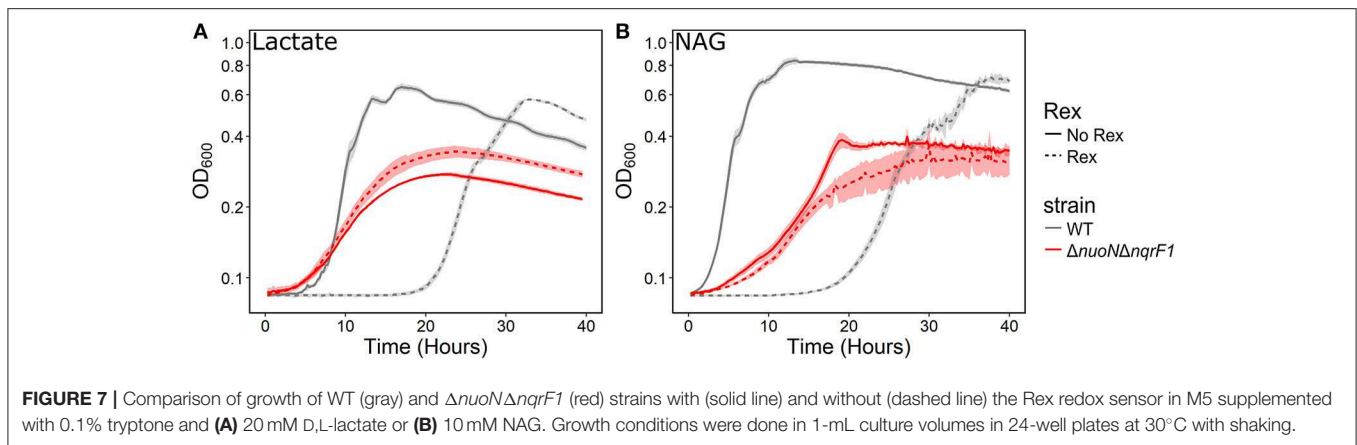 A
Lactate
1.0
0.8
0.6
0.4
0.2
0.1
OD600
0
10
20
30
40
Time (Hours)
B
NAG
1.0
0.8
0.6
0.4
0.2
0.1
OD600
0
10
20
30
40
Time (Hours)
Rex
No Rex
Rex
strain
WT
ΔnuoNΔnqrF1
FIGURE 7 | Comparison of growth of WT (gray) and ΔnuoNΔnqrF1 (red) strains with (solid line) and without (dashed line) the Rex redox sensor in M5 supplemented
with 0.1% tryptone and (A) 20 mM D,L-lactate or (B) 10 mM NAG. Growth conditions were done in 1-mL culture volumes in 24-well plates at 30°C with shaking.